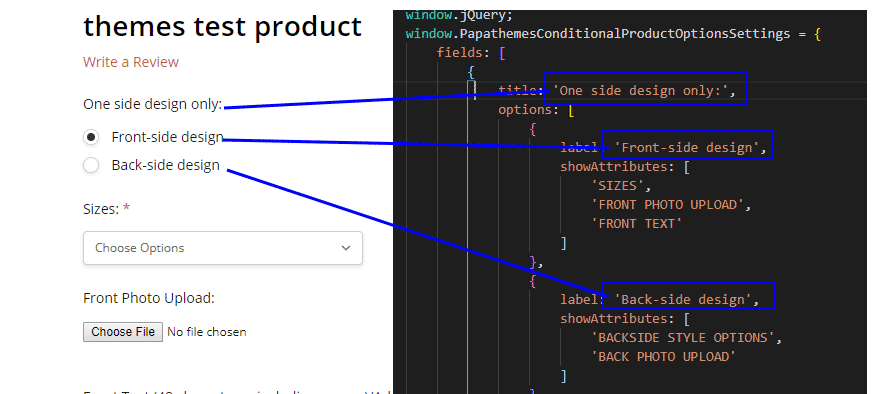 themes test product
Write a Review
One side design only:
Front-side design
Back-side design
Sizes: *
Choose Options
Front Photo Upload:
Choose File No file chosen
window.jQuery;
window.PapathemesConditionalProductOptionsSettings = {
fields: [
{
title: 'One side design only:',
options: [
{
label: 'Front-side design',
showAttributes: [
'SIZES',
'FRONT PHOTO UPLOAD',
'FRONT TEXT'
]
},
{
label: 'Back-side design',
showAttributes: [
'BACKSIDE STYLE OPTIONS',
'BACK PHOTO UPLOAD'
]
}